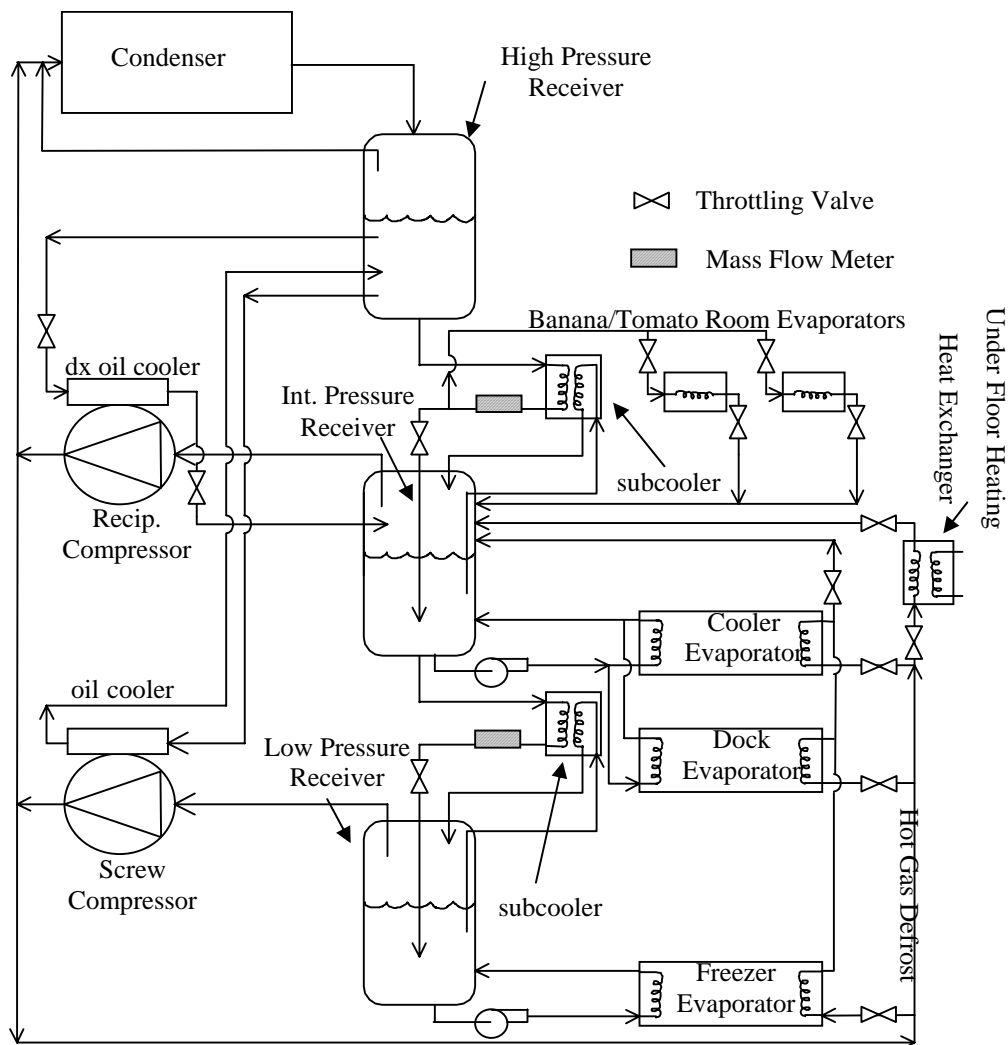 Condenser
High Pressure
Receiver
Throttling Valve
Mass Flow Meter
Banana/Tomato Room Evaporators
Under Floor Heating
Heat Exchanger
dx oil cooler
Int. Pressure
Receiver
subcooler
Recip.
Compressor
Cooler
Evaporator
oil cooler
Low Pressure
Receiver
Dock
Evaporator
Screw
Compressor
subcooler
Hot Gas Defrost
Freezer
Evaporator